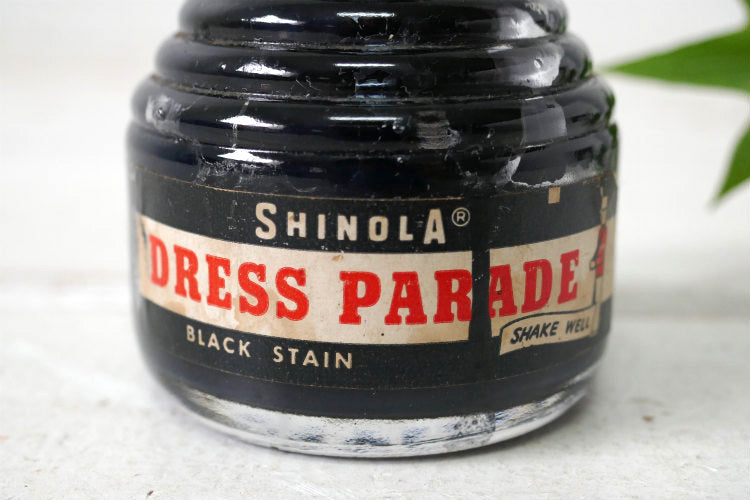 SHINOLA®
DRESS PARADE
BLACK STAIN
SHAKE WELL